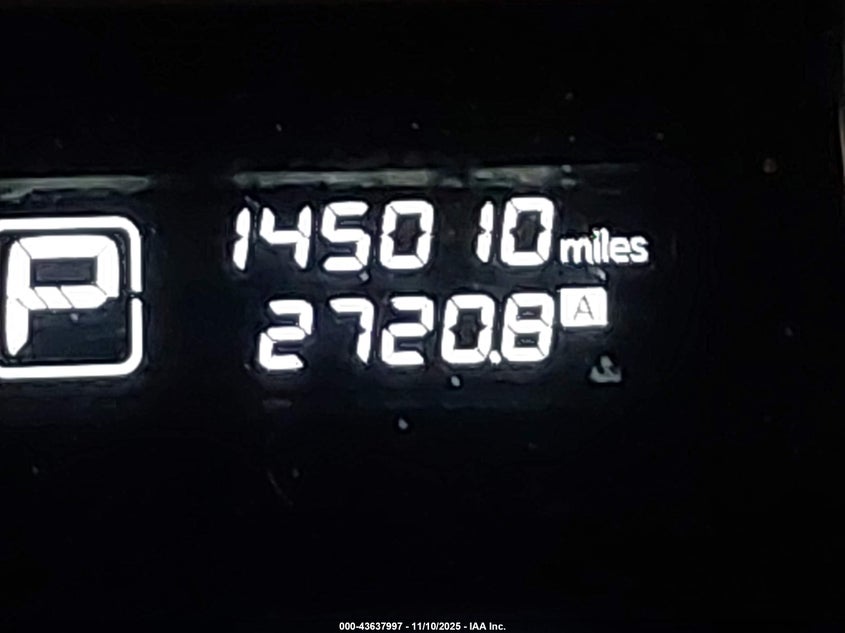 P
145010 miles
2720.8 A
000-43637997 - 11/10/2025 - IAA Inc.